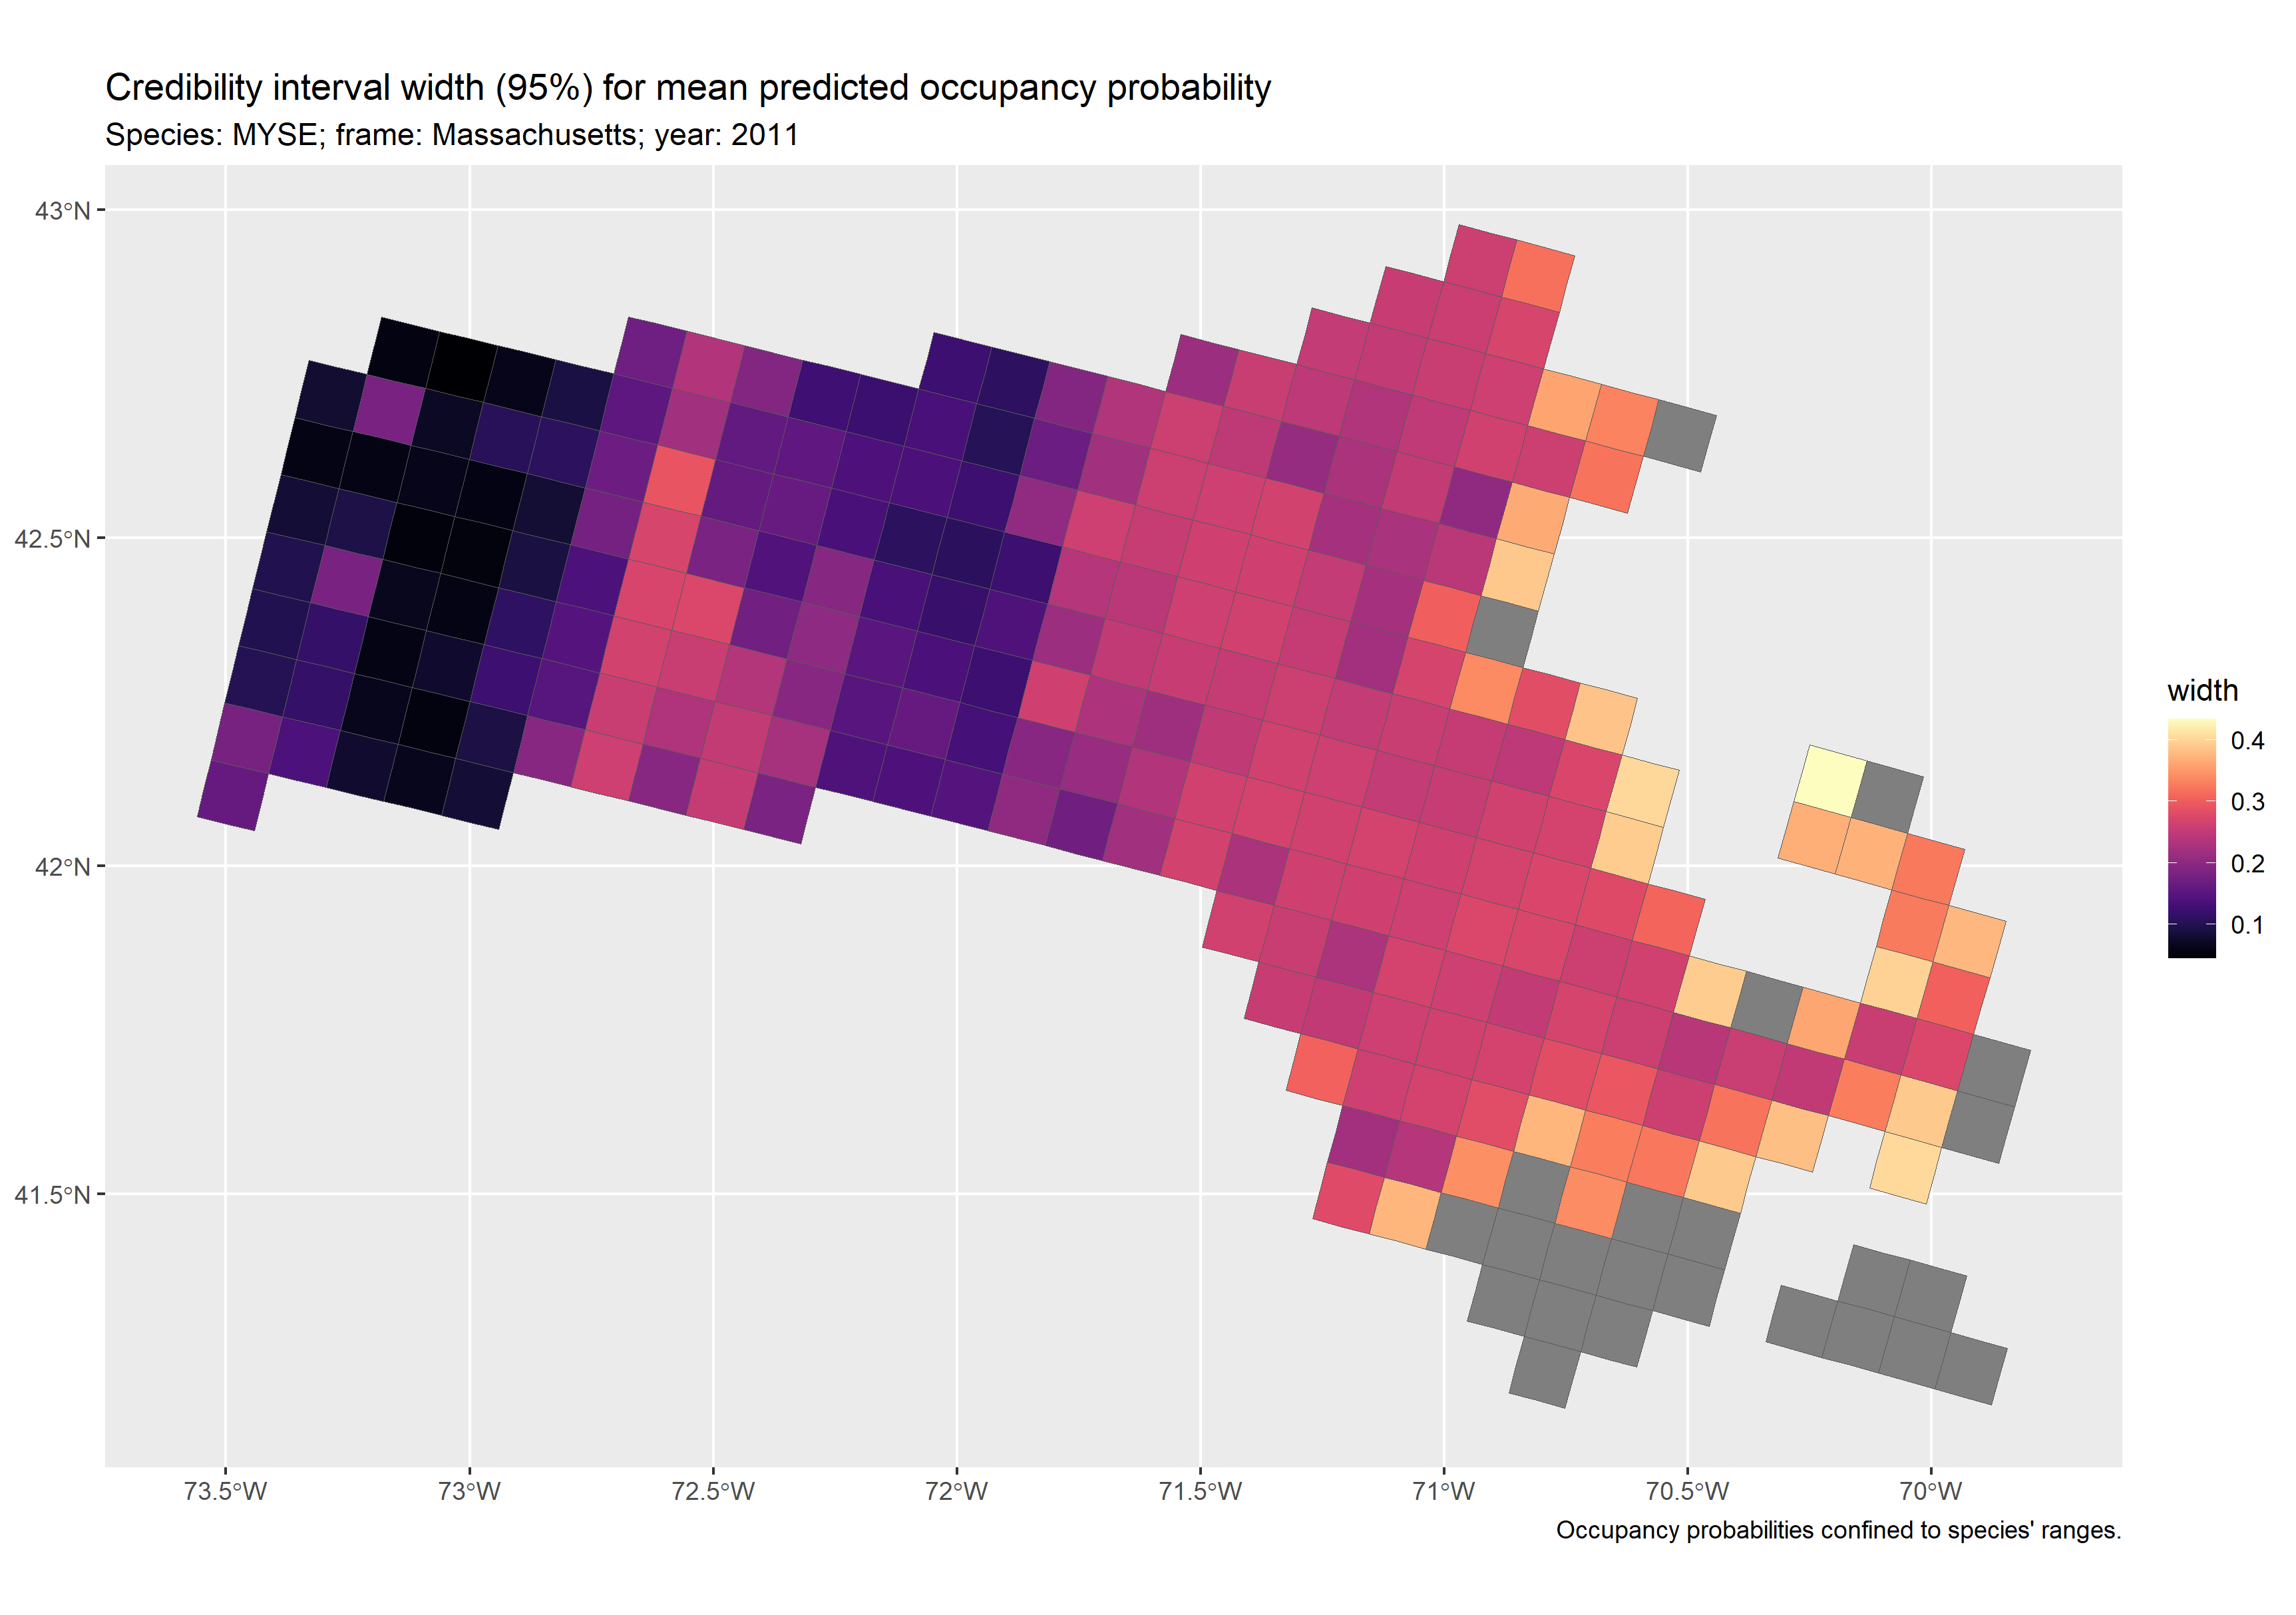 Credibility interval width (95%) for mean predicted occupancy probability
Species: MYSE; frame: Massachusetts; year: 2011
43°N
42.5°N
42°N
41.5°N
73.5°W
73°W
72.5°W
72°W
71.5°W
71°W
70.5°W
70°W
width
0.4
0.3
0.2
0.1
Occupancy probabilities confined to species' ranges.